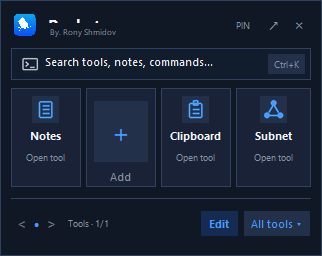 PIN
By. Rony Shmidov
Search tools, notes, commands...
Ctrl+K
Notes
Open tool
Add
Clipboard
Open tool
Subnet
Open tool
Tools · 1/1
Edit
All tools